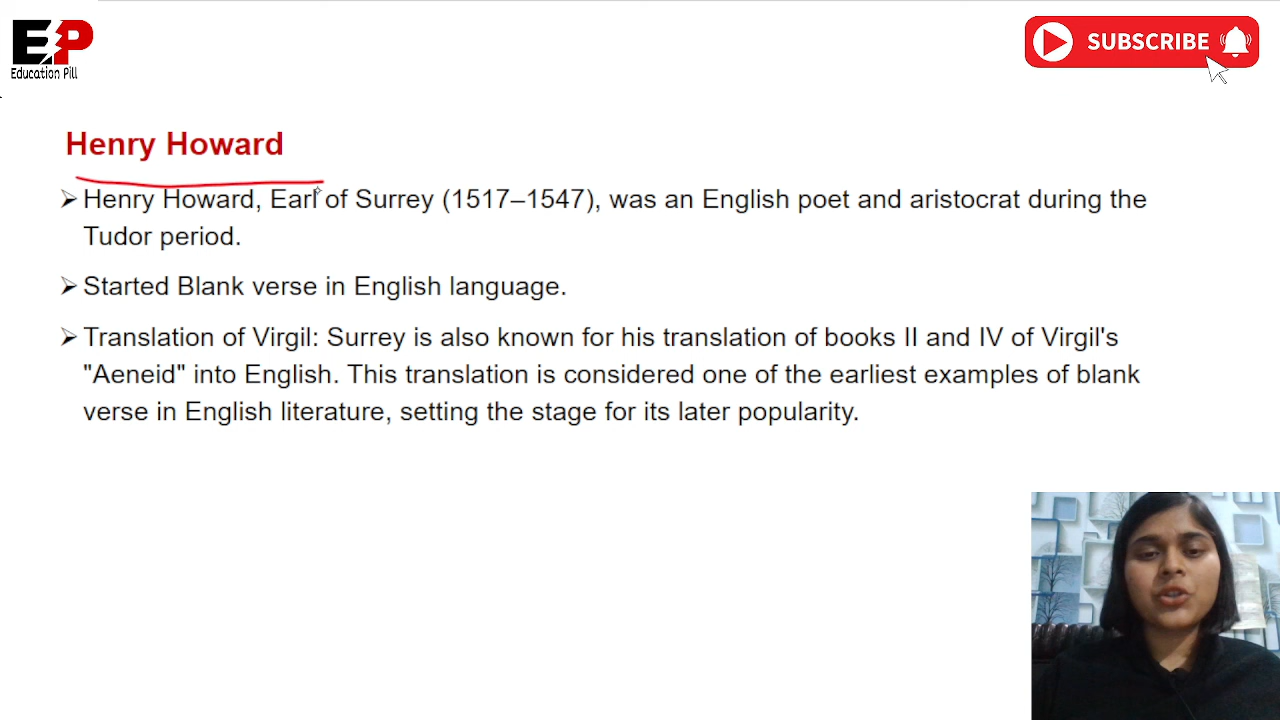 EP
Education Pill
SUBSCRIBE
Henry Howard
Henry Howard, Earl of Surrey (1517–1547), was an English poet and aristocrat during the
Tudor period.
Started Blank verse in English language.
Translation of Virgil: Surrey is also known for his translation of books II and IV of Virgil's
"Aeneid" into English. This translation is considered one of the earliest examples of blank
verse in English literature, setting the stage for its later popularity.